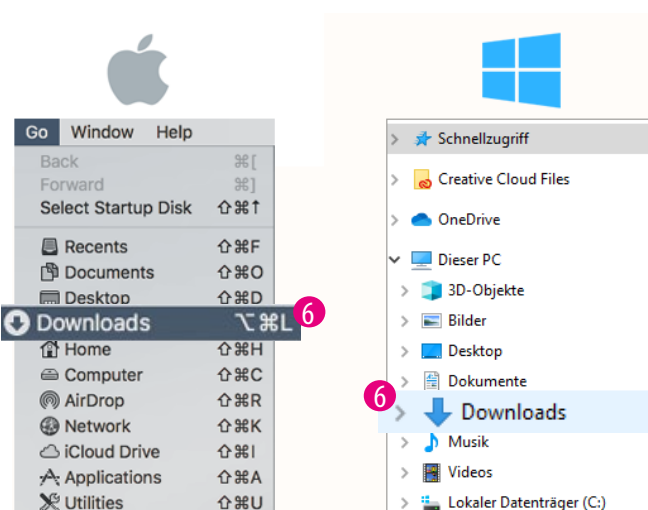 Go Window Help
Back ⌘[
Forward ⌘]
Select Startup Disk ⇧⌘↑
Recents ⇧⌘F
Documents ⇧⌘O
Desktop ⇧⌘D
Downloads ⌥⌘L 6
Home ⇧⌘H
Computer ⇧⌘C
AirDrop ⇧⌘R
Network ⇧⌘K
iCloud Drive ⇧⌘I
Applications ⇧⌘A
Utilities ⇧⌘U
Schnellzugriff
Creative Cloud Files
OneDrive
Dieser PC
3D-Objekte
Bilder
Desktop
Dokumente
6 Downloads
Musik
Videos
Lokaler Datenträger (C:)